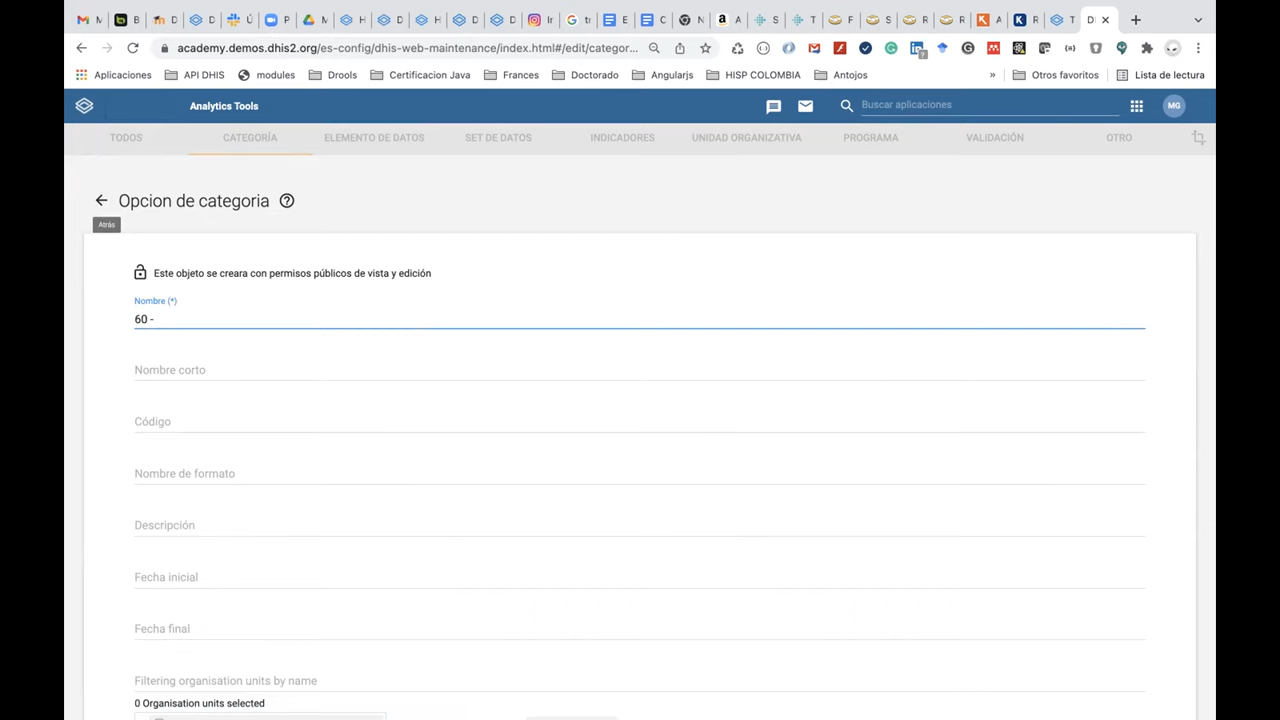 M
B
D
D
Ú
P
M
H
D
H
D
D
Ir
tr
E
C
N
A
S
T
F
S
R
R
A
R
T
D
academy.demos.dhis2.org/es-config/dhis-web-maintenance/index.html#/edit/categor...
Aplicaciones
API DHIS
modules
Drools
Certificacion Java
Frances
Doctorado
Angularjs
HISP COLOMBIA
Antojos
»
Otros favoritos
Lista de lectura
Analytics Tools
Buscar aplicaciones
MG
TODOS
CATEGORÍA
ELEMENTO DE DATOS
SET DE DATOS
INDICADORES
UNIDAD ORGANIZATIVA
PROGRAMA
VALIDACIÓN
OTRO
Opcion de categoria
Atrás
Este objeto se creara con permisos públicos de vista y edición
Nombre (*)
60 -
Nombre corto
Código
Nombre de formato
Descripción
Fecha inicial
Fecha final
Filtering organisation units by name
0 Organisation units selected